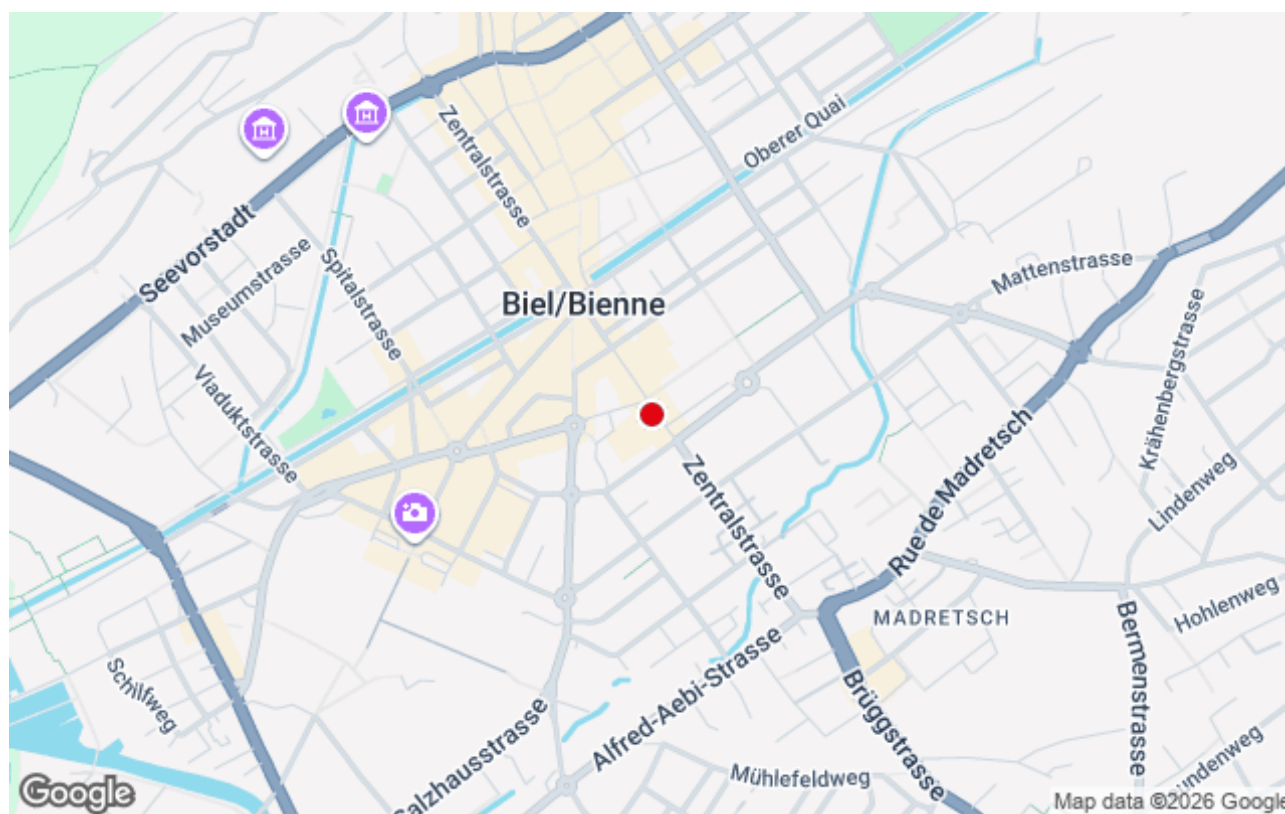 Zentralstrasse
Oberer Quai
Seevorstadt
Museumstrasse
Spitalstrasse
Mattenstrasse
Biel/Bienne
Krähenbergstrasse
Viaduktstrasse
Rue de Madretsch
Lindenweg
Zentralstrasse
MADRETSCH
Hohlenweg
Bermenstrasse
Schilfweg
Alfred-Aebi-Strasse
Brüggstrasse
Salzhausstrasse
Mühlefeldweg
undenweg
Google
Map data ©2026 Google